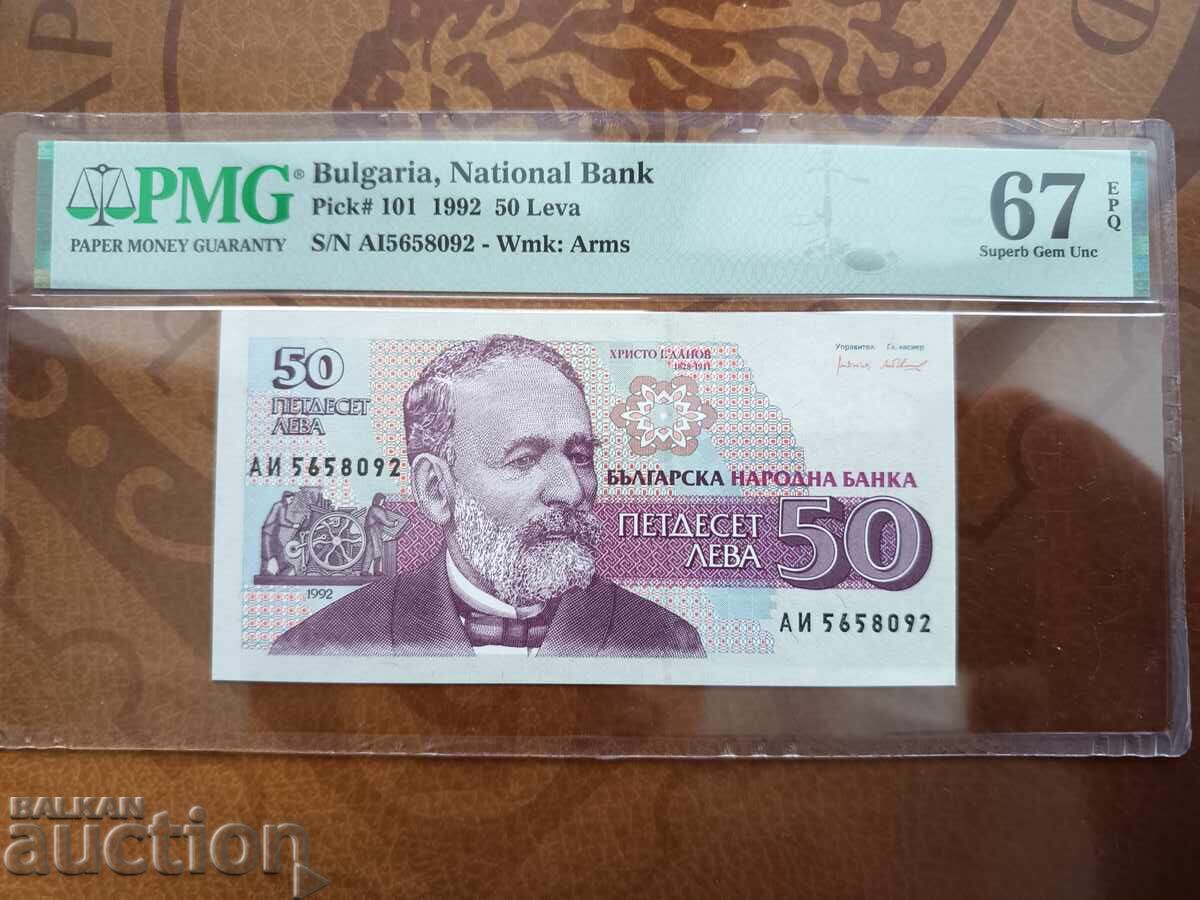 PMG®
PAPER MONEY GUARANTY
Bulgaria, National Bank
Pick# 101 1992 50 Leva
S/N AI5658092 - Wmk: Arms
67 EPQ
Superb Gem Unc
50
ПЕТДЕСЕТ
ЛЕВА
АИ 5658092
1992
ХРИСТО Г. ДАНОВ
1828-1911
Управител Гл. касиер
БЪЛГАРСКА НАРОДНА БАНКА
ПЕТДЕСЕТ
ЛЕВА
50
АИ 5658092
BALKAN
auction